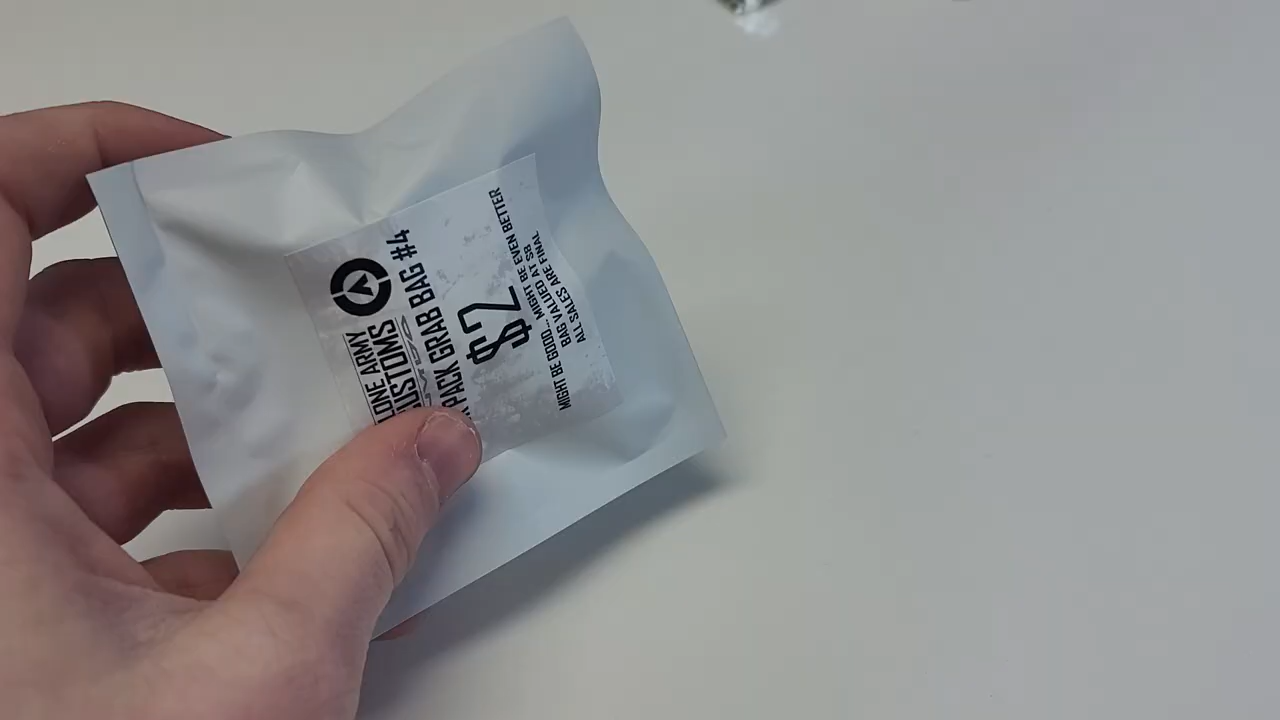 CLONE ARMY
CUSTOMS
PACK GRAB BAG #4
$7
MIGHT BE GOOD.. MIGHT BE EVEN BETTER
BAG VALUED AT $8
ALL SALES ARE FINAL